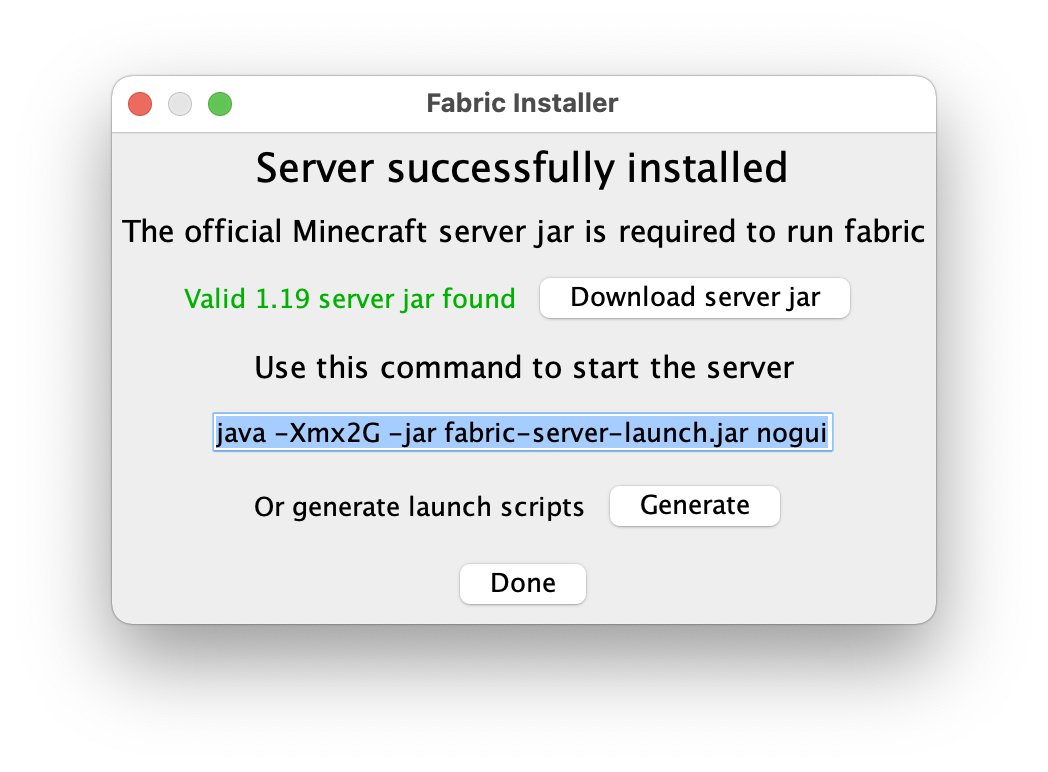 Fabric Installer
Server successfully installed
The official Minecraft server jar is required to run fabric
Valid 1.19 server jar found Download server jar
Use this command to start the server
java -Xmx2G -jar fabric-server-launch.jar nogui
Or generate launch scripts Generate
Done